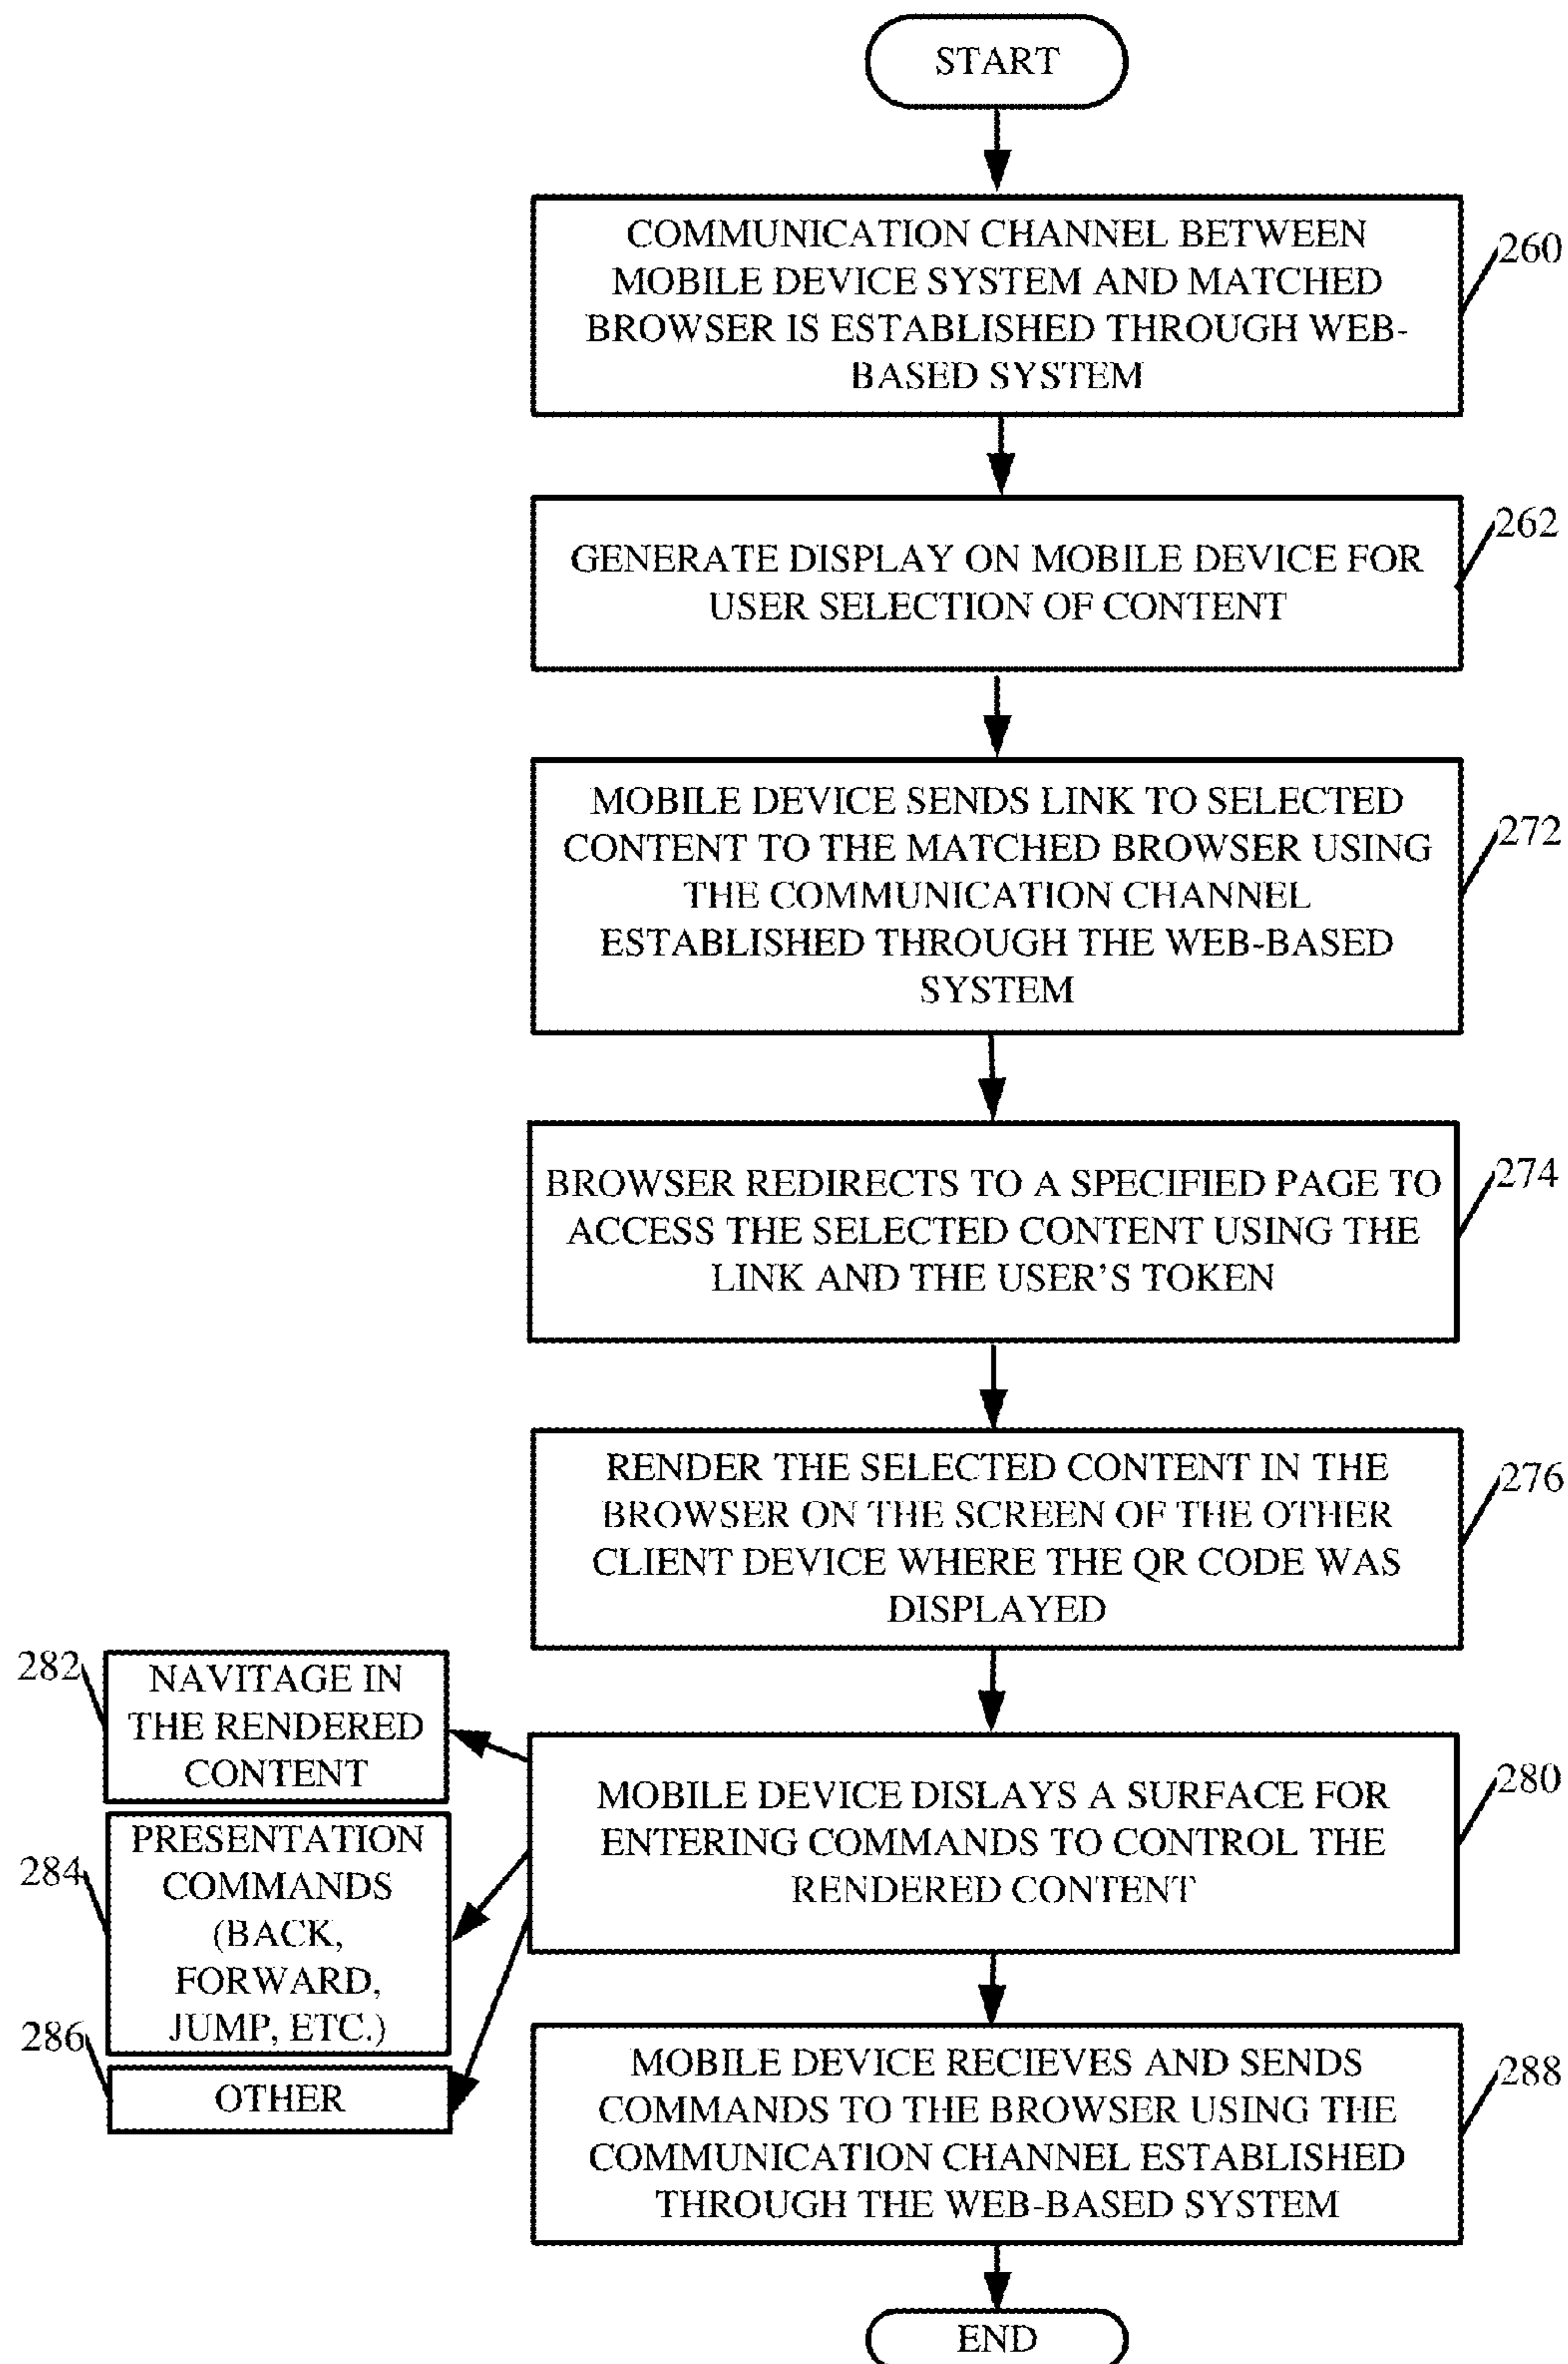 START
COMMUNICATION CHANNEL BETWEEN
MOBILE DEVICE SYSTEM AND MATCHED
BROWSER IS ESTABLISHED THROUGH WEB-
BASED SYSTEM
260
GENERATE DISPLAY ON MOBILE DEVICE FOR
USER SELECTION OF CONTENT
262
MOBILE DEVICE SENDS LINK TO SELECTED
CONTENT TO THE MATCHED BROWSER USING
THE COMMUNICATION CHANNEL
ESTABLISHED THROUGH THE WEB-BASED
SYSTEM
272
BROWSER REDIRECTS TO A SPECIFIED PAGE TO
ACCESS THE SELECTED CONTENT USING THE
LINK AND THE USER'S TOKEN
274
RENDER THE SELECTED CONTENT IN THE
BROWSER ON THE SCREEN OF THE OTHER
CLIENT DEVICE WHERE THE QR CODE WAS
DISPLAYED
276
282
NAVITAGE IN
THE RENDERED
CONTENT
284
PRESENTATION
COMMANDS
(BACK,
FORWARD,
JUMP, ETC.)
286
OTHER
MOBILE DEVICE DISLAYS A SURFACE FOR
ENTERING COMMANDS TO CONTROL THE
RENDERED CONTENT
280
MOBILE DEVICE RECIEVES AND SENDS
COMMANDS TO THE BROWSER USING THE
COMMUNICATION CHANNEL ESTABLISHED
THROUGH THE WEB-BASED SYSTEM
288
END